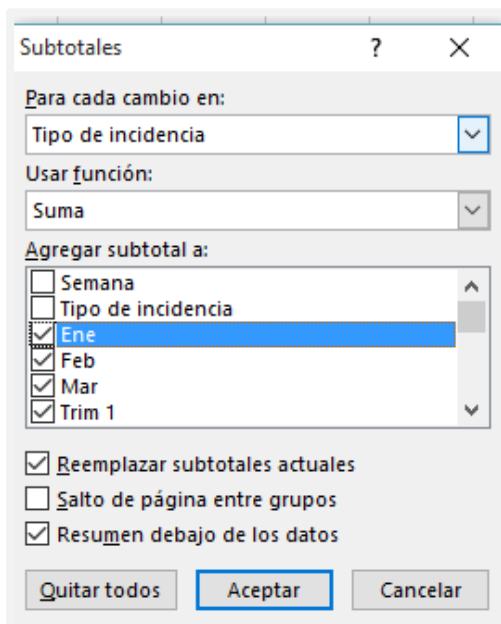 Subtotales ?
Para cada cambio en:
Tipo de incidencia
Usar función:
Suma
Agregar subtotal a:
Semana
Tipo de incidencia
Ene
Feb
Mar
Trim 1
Reemplazar subtotales actuales
Salto de página entre grupos
Resumen debajo de los datos
Quitar todos Aceptar Cancelar